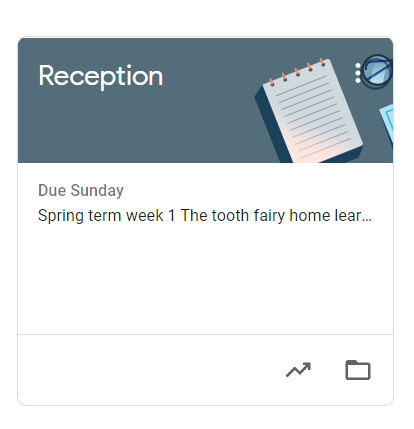 Reception
Due Sunday
Spring term week 1 The tooth fairy home lear...